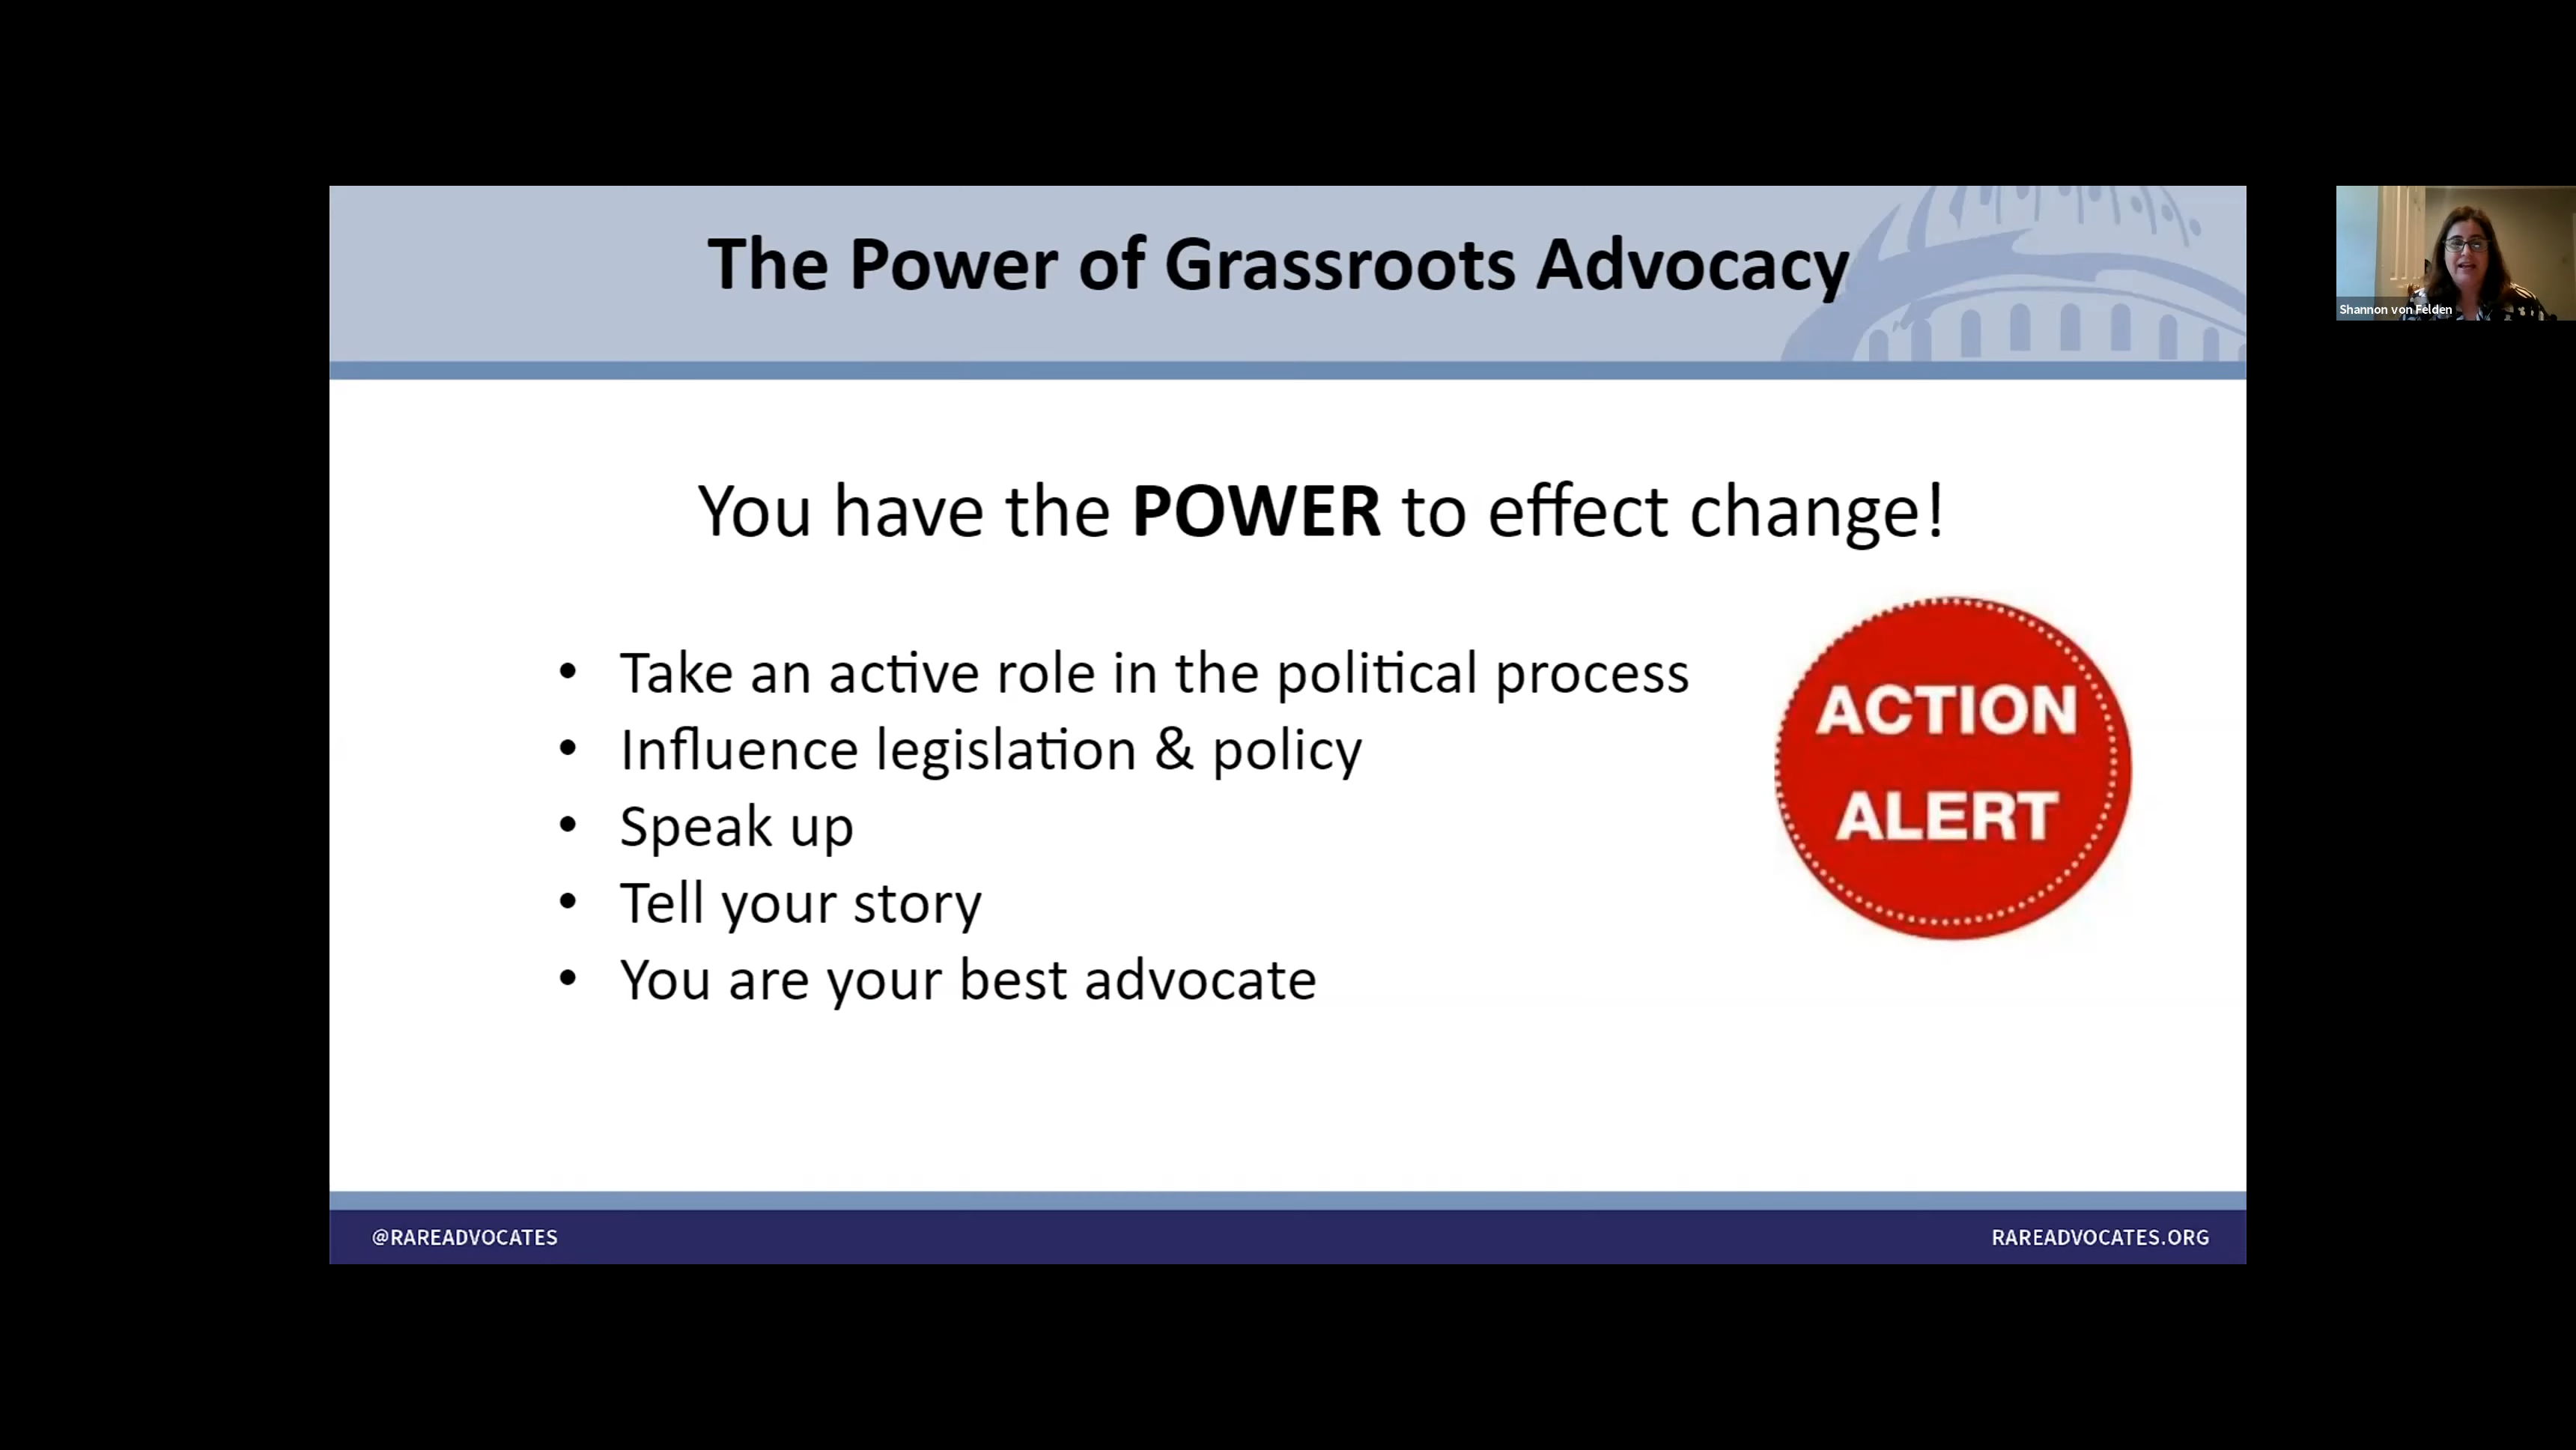 The Power of Grassroots Advocacy
Shannon von Felden
You have the POWER to effect change!
• Take an active role in the political process
• Influence legislation & policy
• Speak up
• Tell your story
• You are your best advocate
ACTION
ALERT
@RAREADVOCATES
RAREADVOCATES.ORG